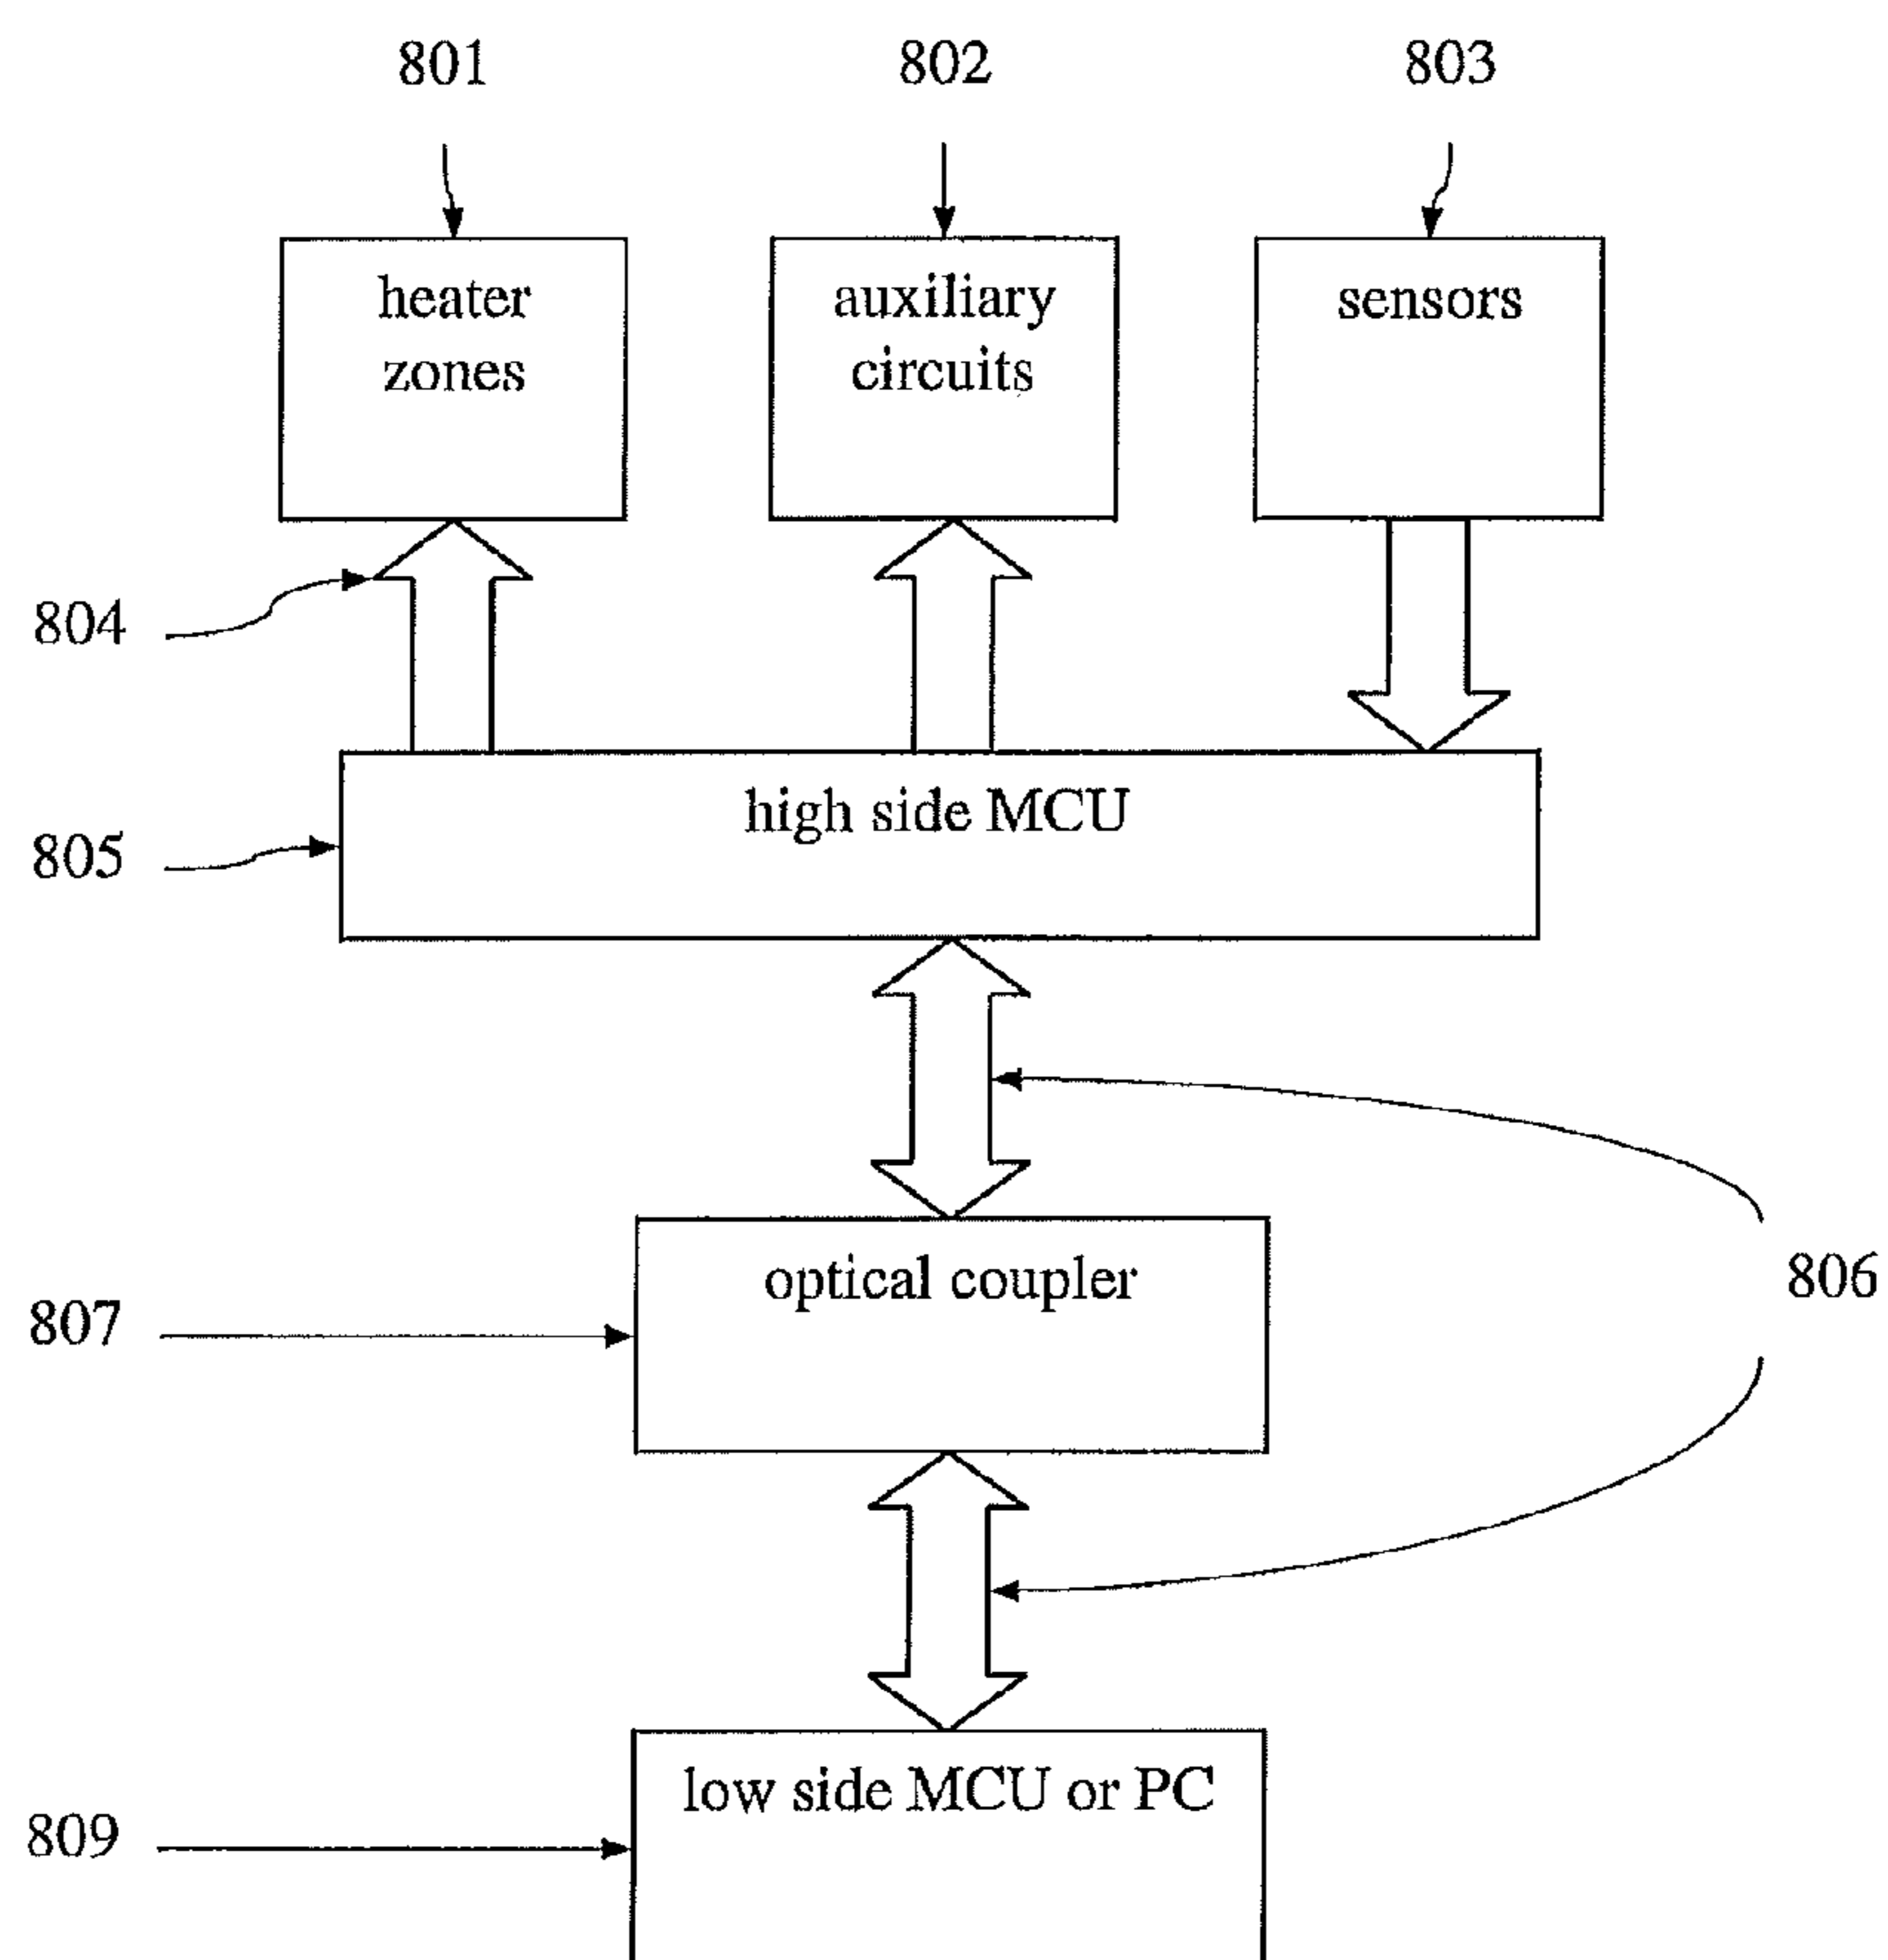 801
802
803
heater
zones
auxiliary
circuits
sensors
804
high side MCU
805
optical coupler
806
807
low side MCU or PC
809